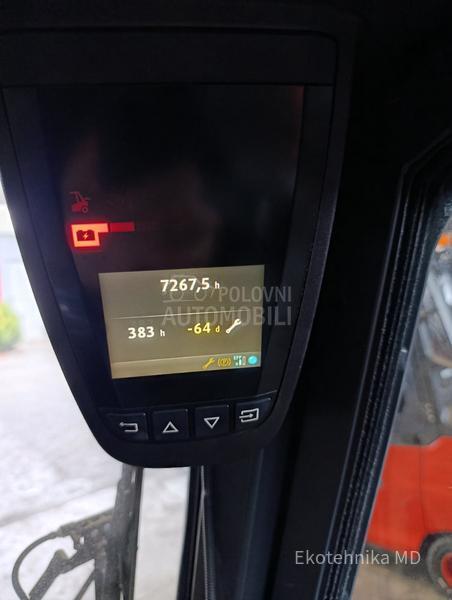 7267,5 h
POLOVNI
AUTOMOBILI
383 h -64 d
Ekotehnika MD